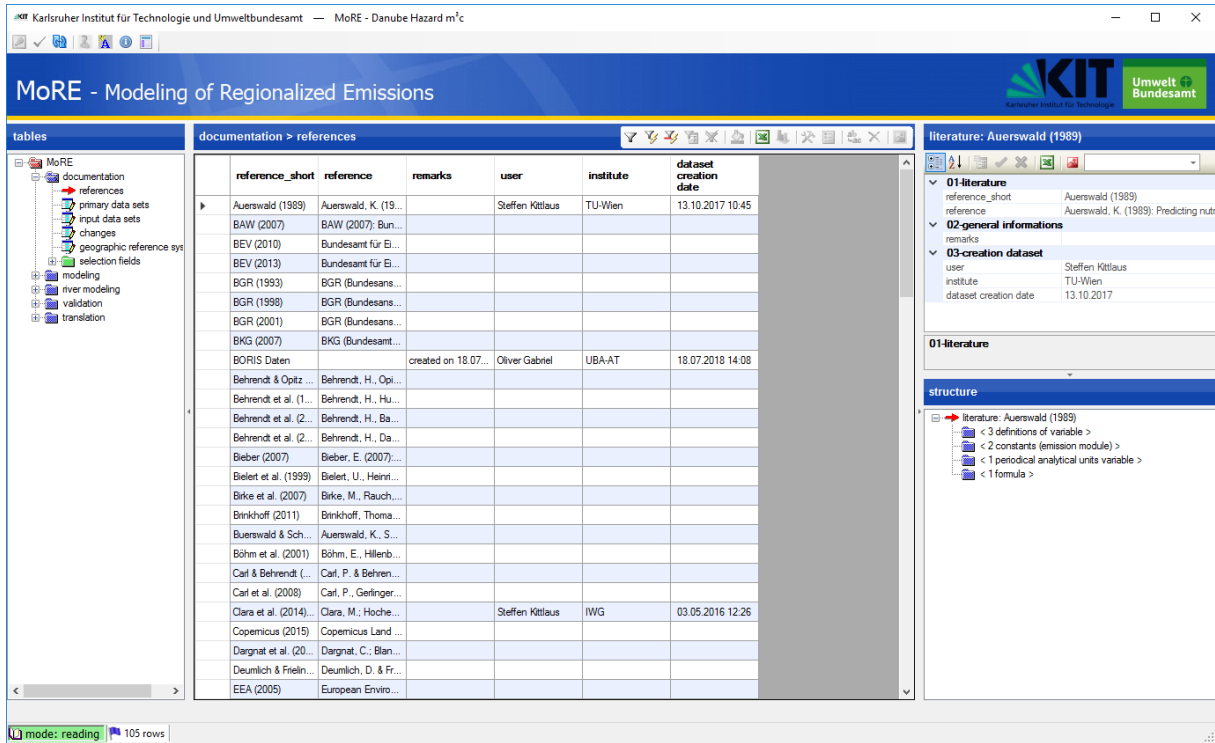 KIT Karlsruher Institut für Technologie und Umweltbundesamt — MoRE - Danube Hazard m³c
MoRE - Modeling of Regionalized Emissions
KIT
Karlsruher Institut für Technologie
Umwelt
Bundesamt
tables
MoRE
documentation
references
primary data sets
input data sets
changes
geographic reference sys
selection fields
modeling
river modeling
validation
translation
documentation > references
reference_short reference remarks user institute dataset creation date
Auerswald (1989) Auerswald, K. (19... Steffen Kittlaus TU-Wien 13.10.2017 10:45
BAW (2007) BAW (2007): Bun...
BEV (2010) Bundesamt für Ei...
BEV (2013) Bundesamt für Ei...
BGR (1993) BGR (Bundesans...
BGR (1998) BGR (Bundesans...
BGR (2001) BGR (Bundesans...
BKG (2007) BKG (Bundesamt...
BORIS Daten created on 18.07... Oliver Gabriel UBA-AT 18.07.2018 14:08
Behrendt & Opitz ... Behrendt, H., Opi...
Behrendt et al. (1... Behrendt, H., Hu...
Behrendt et al. (2... Behrendt, H., Ba...
Behrendt et al. (2... Behrendt, H., Da...
Bieber (2007) Bieber, E. (2007):...
Bielert et al. (1999) Bielert, U., Heinri...
Birke et al. (2007) Birke, M., Rauch,...
Brinkhoff (2011) Brinkhoff, Thoma...
Buerswald & Sch... Auerswald, K., S...
Böhm et al. (2001) Böhm, E., Hillenb...
Carl & Behrendt (... Carl, P. & Behren...
Carl et al. (2008) Carl, P., Gerlinger...
Clara et al. (2014)... Clara, M.; Hoche... Steffen Kittlaus IWG 03.05.2016 12:26
Copernicus (2015) Copernicus Land ...
Dargnat et al. (20... Dargnat, C.; Blan...
Deumlich & Frielin... Deumlich, D. & Fr...
EEA (2005) European Enviro...
literature: Auerswald (1989)
01-literature
reference_short Auerswald (1989)
reference Auerswald, K. (1989): Predicting nutr
02-general informations
remarks
03-creation dataset
user Steffen Kittlaus
institute TU-Wien
dataset creation date 13.10.2017
01-literature
structure
literature: Auerswald (1989)
< 3 definitions of variable >
< 2 constants (emission module) >
< 1 periodical analytical units variable >
< 1 formula >
mode: reading 105 rows